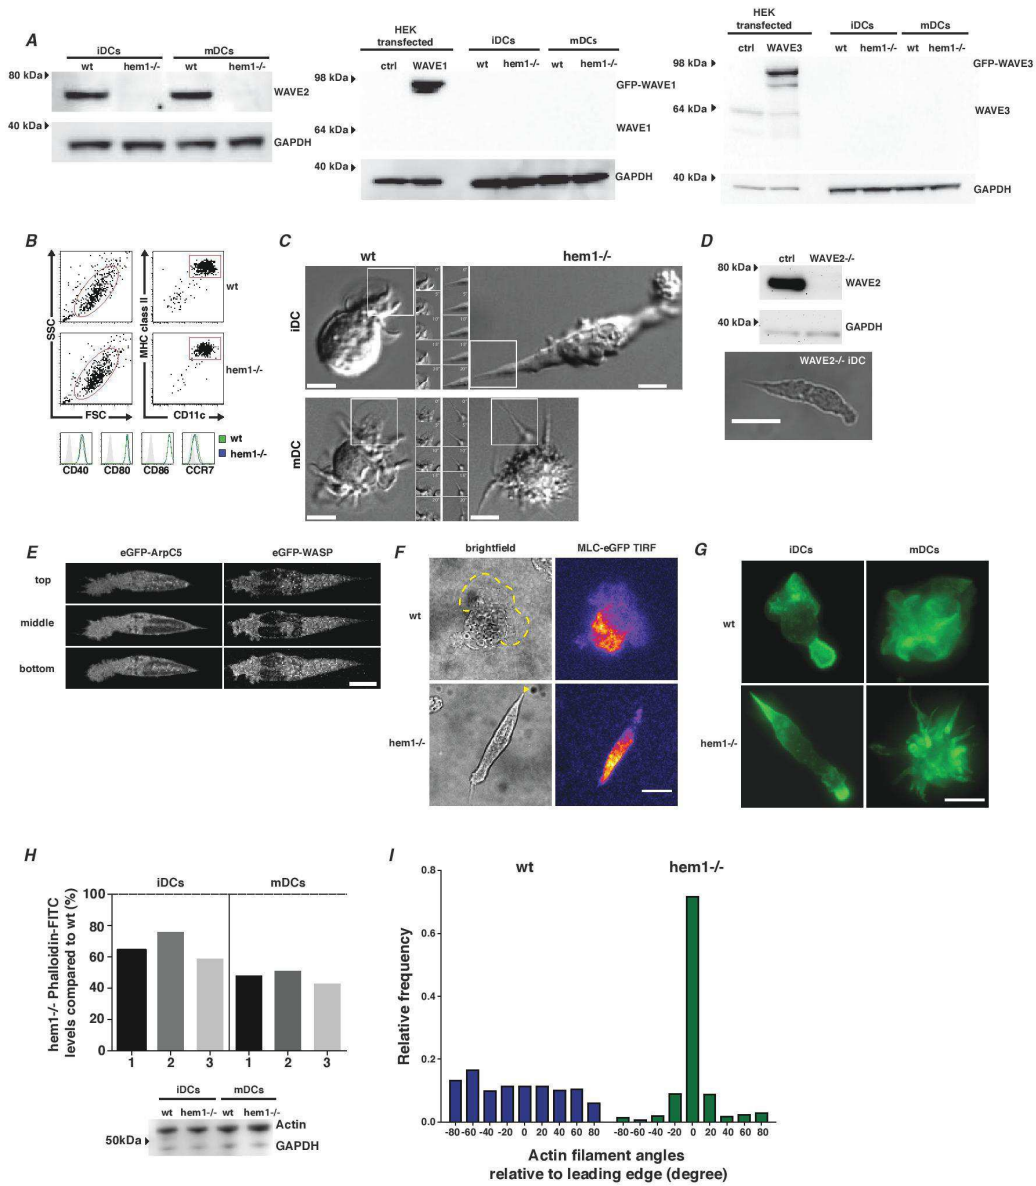 A
iDCs mDCs
wt hem1-/- wt hem1-/-
80 kDa
WAVE2
40 kDa
GAPDH
HEK
transfected iDCs mDCs
ctrl WAVE1 wt hem1-/- wt hem1-/-
98 kDa
GFP-WAVE1
64 kDa
WAVE1
40 kDa
GAPDH
HEK
transfected iDCs mDCs
ctrl WAVE3 wt hem1-/- wt hem1-/-
98 kDa
GFP-WAVE3
64 kDa
WAVE3
40 kDa
GAPDH
B
SSC
MHC class II
wt
hem1-/-
FSC CD11c
CD40 CD80 CD86 CCR7
wt
hem1-/-
C
wt hem1-/-
iDC
mDC
D
ctrl WAVE2-/-
80 kDa
WAVE2
40 kDa
GAPDH
WAVE2-/- iDC
E
eGFP-ArpC5 eGFP-WASP
top
middle
bottom
F
brightfield MLC-eGFP TIRF
wt
hem1-/-
G
iDCs mDCs
wt
hem1-/-
H
iDCs mDCs
hem1-/- Phalloidin-FITC
levels compared to wt (%)
100
80
60
40
20
0
1 2 3 1 2 3
iDCs mDCs
wt hem1-/- wt hem1-/-
Actin
50kDa
GAPDH
I
wt hem1-/-
Relative frequency
0.8
0.6
0.4
0.2
0.0
-80 -60 -40 -20 0 20 40 60 80 -80 -60 -40 -20 0 20 40 60 80
Actin filament angles
relative to leading edge (degree)